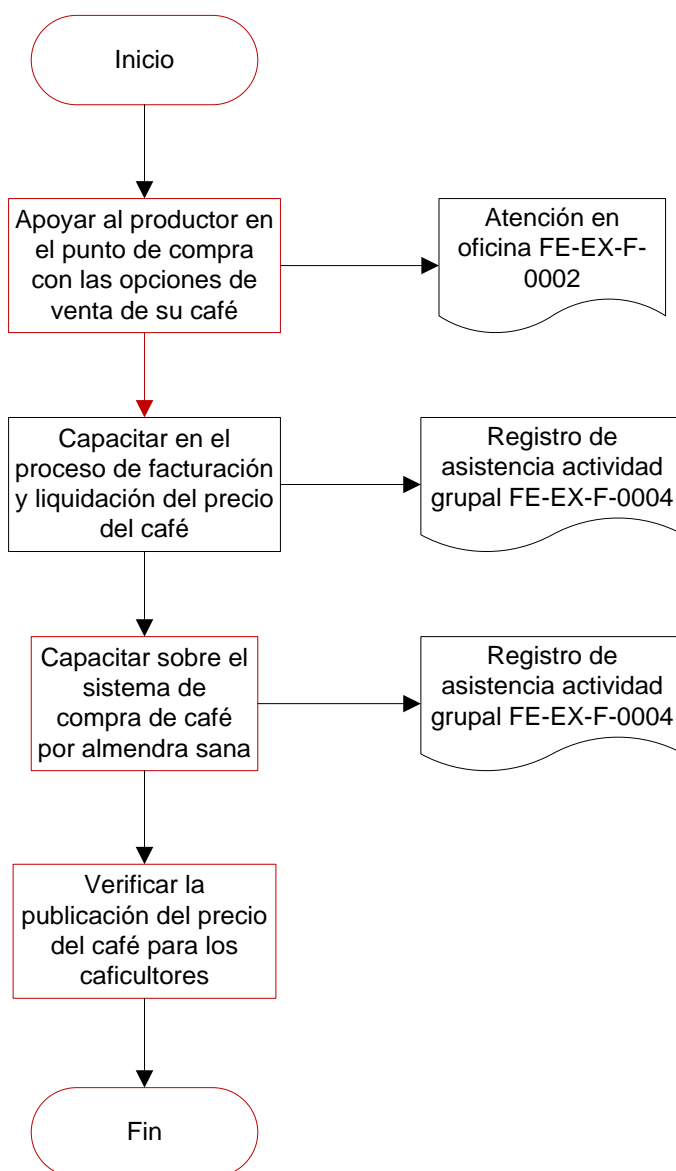 Inicio
Apoyar al productor en
el punto de compra
con las opciones de
venta de su café
Atención en
oficina FE-EX-F-
0002
Capacitar en el
proceso de facturación
y liquidación del precio
del café
Registro de
asistencia actividad
grupal FE-EX-F-0004
Capacitar sobre el
sistema de
compra de café
por almendra sana
Registro de
asistencia actividad
grupal FE-EX-F-0004
Verificar la
publicación del precio
del café para los
caficultores
Fin